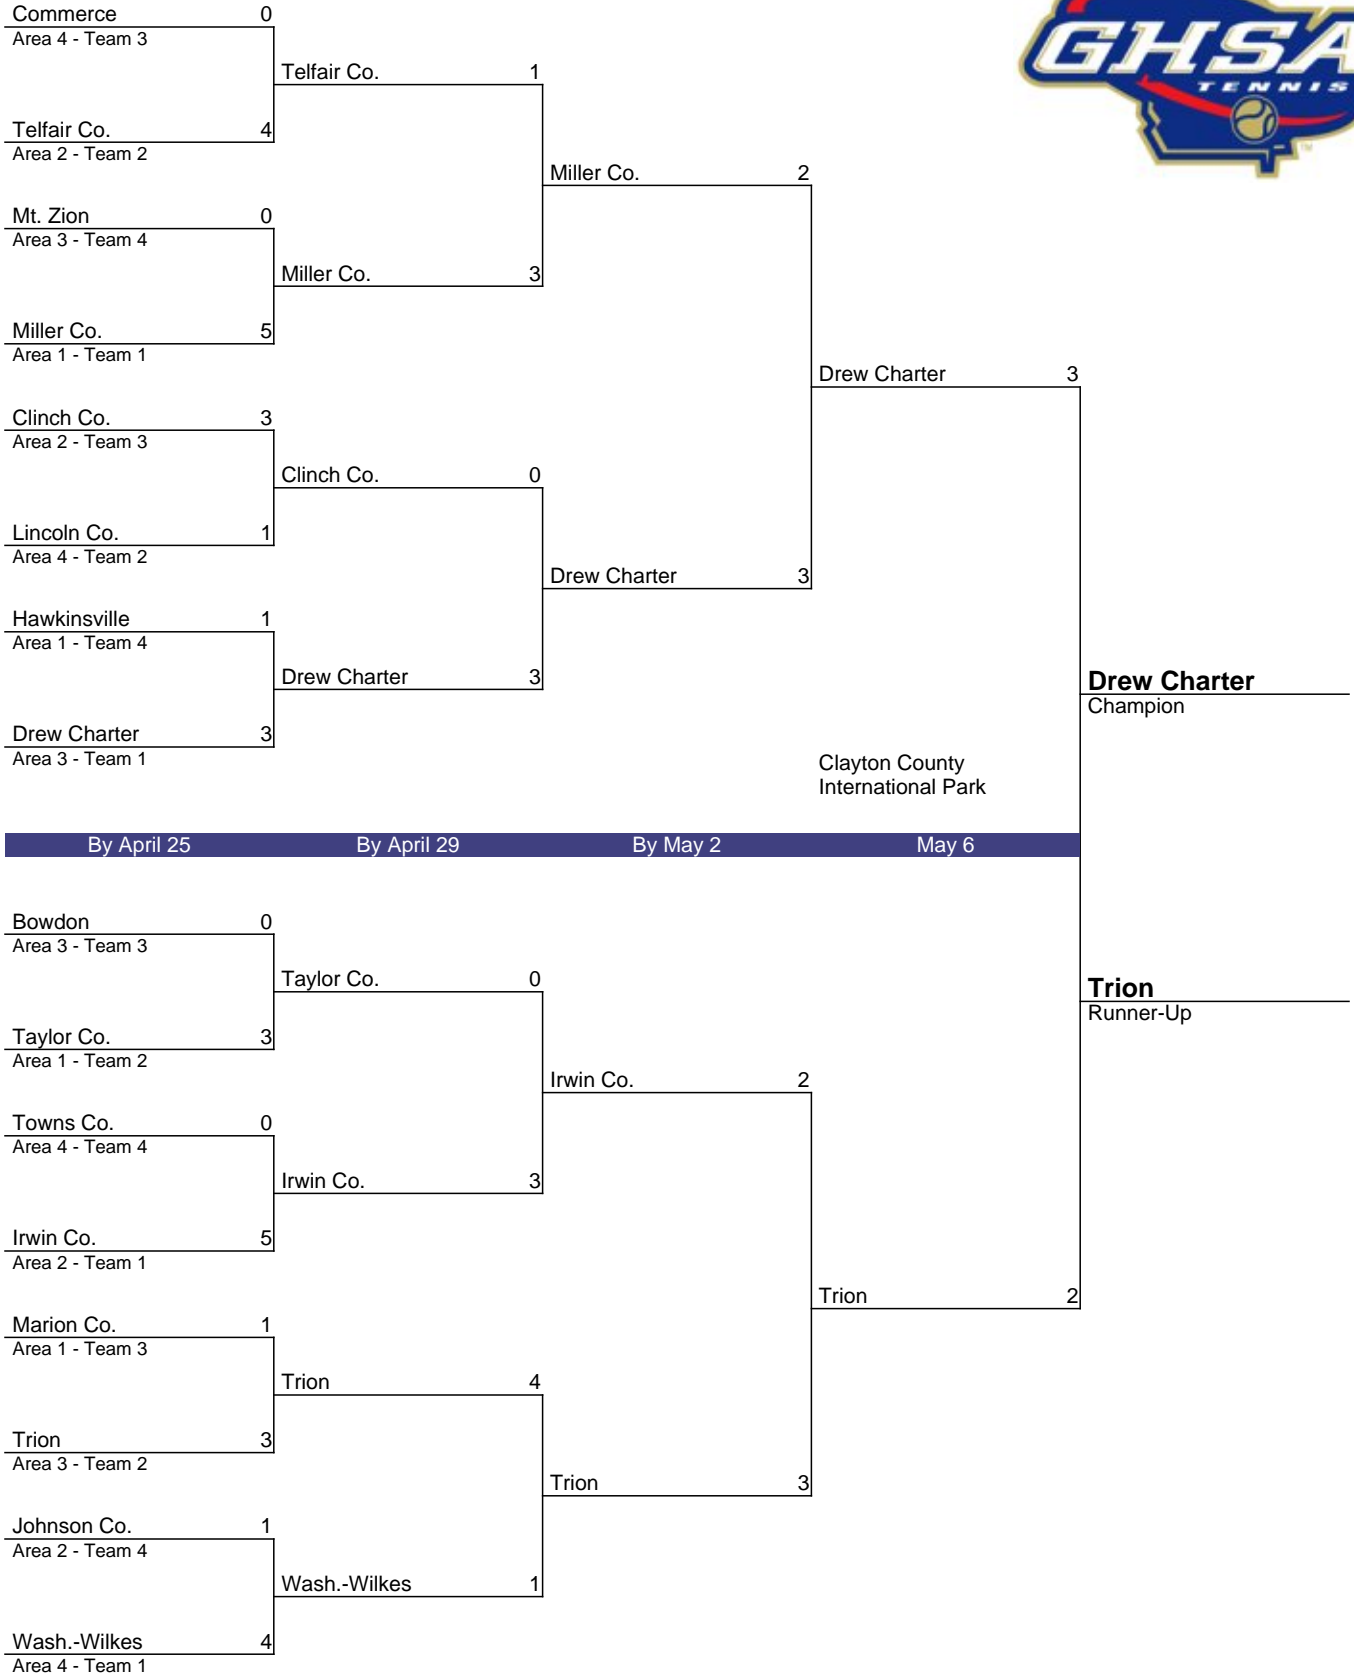 GHSA
TENNIS
TM
Commerce 0
Area 4 - Team 3
Telfair Co. 1
Telfair Co. 4
Area 2 - Team 2
Miller Co. 2
Mt. Zion 0
Area 3 - Team 4
Miller Co. 3
Miller Co. 5
Area 1 - Team 1
Drew Charter 3
Clinch Co. 3
Area 2 - Team 3
Clinch Co. 0
Lincoln Co. 1
Area 4 - Team 2
Drew Charter 3
Hawkinsville 1
Area 1 - Team 4
Drew Charter 3
Drew Charter
Champion
Drew Charter 3
Area 3 - Team 1
Clayton County
International Park
By April 25 By April 29 By May 2 May 6
Bowdon 0
Area 3 - Team 3
Taylor Co. 0
Trion
Runner-Up
Taylor Co. 3
Area 1 - Team 2
Irwin Co. 2
Towns Co. 0
Area 4 - Team 4
Irwin Co. 3
Irwin Co. 5
Area 2 - Team 1
Trion 2
Marion Co. 1
Area 1 - Team 3
Trion 4
Trion 3
Area 3 - Team 2
Trion 3
Johnson Co. 1
Area 2 - Team 4
Wash.-Wilkes 1
Wash.-Wilkes 4
Area 4 - Team 1